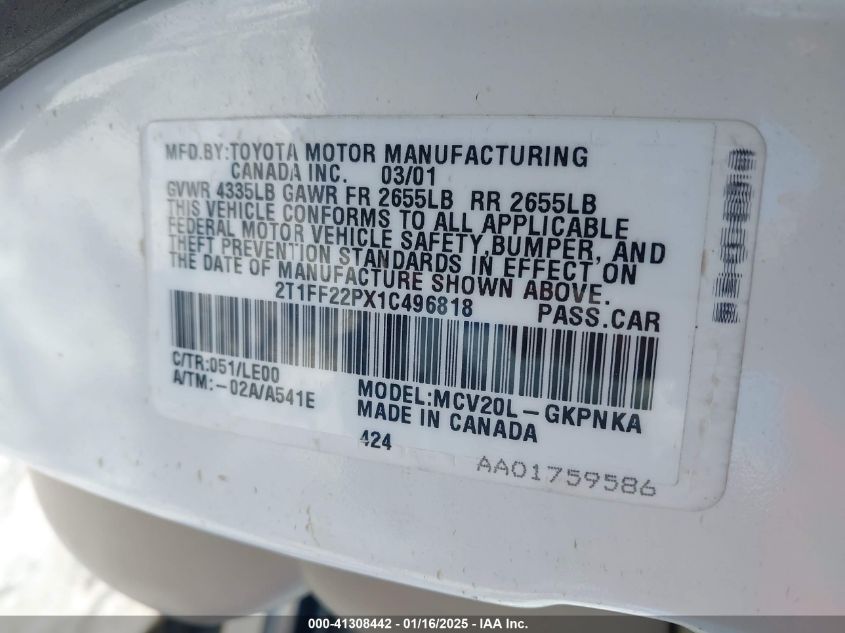 MFD.BY:TOYOTA MOTOR MANUFACTURING
CANADA INC. 03/01
GVWR 4335LB GAWR FR 2655LB RR 2655LB
THIS VEHICLE CONFORMS TO ALL APPLICABLE
FEDERAL MOTOR VEHICLE SAFETY,BUMPER, AND
THEFT PREVENTION STANDARDS IN EFFECT ON
THE DATE OF MANUFACTURE SHOWN ABOVE.
2T1FF22PX1C496818 PASS.CAR
C/TR:051/LE00
A/TM:-02A/A541E
MODEL:MCV20L-GKPNKA
MADE IN CANADA
424
AA01759586
000-41308442 - 01/16/2025 - IAA Inc.